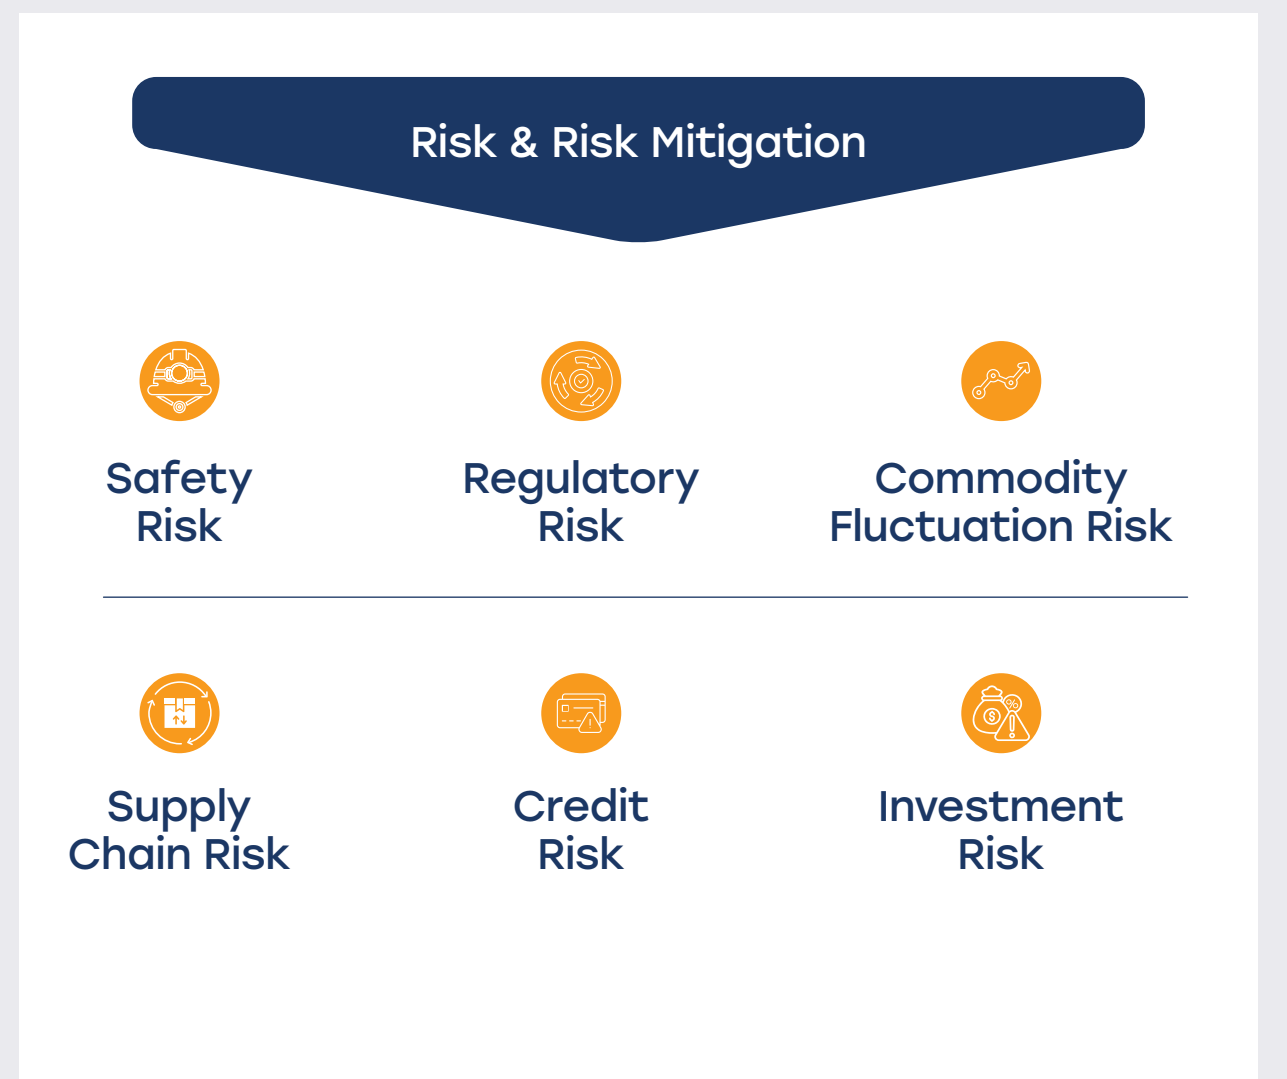 Risk & Risk Mitigation
Safety
Risk
Regulatory
Risk
Commodity
Fluctuation Risk
Supply
Chain Risk
Credit
Risk
Investment
Risk